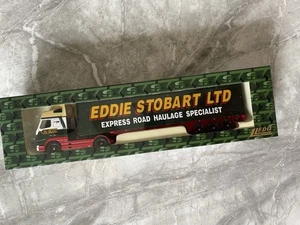 EDDIE STOBART LTD
EXPRESS ROAD HAULAGE SPECIALIST